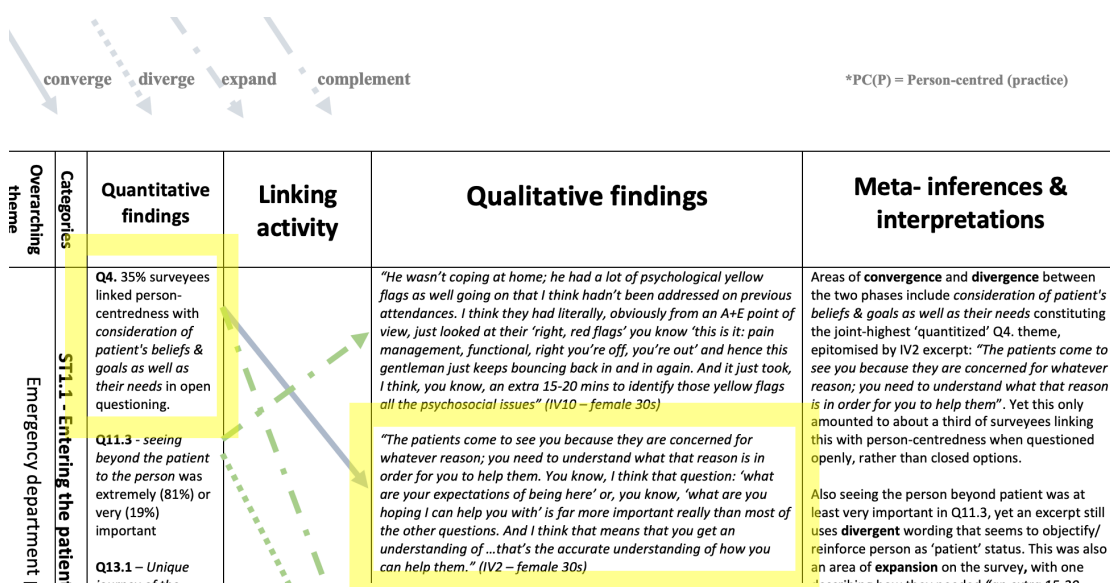 converge diverge expand complement
*PC(P) = Person-centred (practice)
Overarching
theme
Categories
Quantitative
findings
Linking
activity
Qualitative findings
Meta- inferences &
interpretations
Emergency department
ST1.1 - Entering the patient
Q4. 35% surveyees
linked person-
centredness with
consideration of
patient's beliefs &
goals as well as
their needs in open
questioning.
Q11.3 - seeing
beyond the patient
to the person was
extremely (81%) or
very (19%)
important
Q13.1 – Unique
journey of the
“He wasn’t coping at home; he had a lot of psychological yellow
flags as well going on that I think hadn’t been addressed on previous
attendances. I think they had literally, obviously from an A+E point of
view, just looked at their ‘right, red flags’ you know ‘this is it: pain
management, functional, right you’re off, you’re out’ and hence this
gentleman just keeps bouncing back in and in again. And it just took,
I think, you know, an extra 15-20 mins to identify those yellow flags
all the psychosocial issues” (IV10 – female 30s)
“The patients come to see you because they are concerned for
whatever reason; you need to understand what that reason is in
order for you to help them. You know, I think that question: ‘what
are your expectations of being here’ or, you know, ‘what are you
hoping I can help you with’ is far more important really than most of
the other questions. And I think that means that you get an
understanding of …that’s the accurate understanding of how you
can help them.” (IV2 – female 30s)
Areas of convergence and divergence between
the two phases include consideration of patient's
beliefs & goals as well as their needs constituting
the joint-highest ‘quantitized’ Q4. theme,
epitomised by IV2 excerpt: “The patients come to
see you because they are concerned for whatever
reason; you need to understand what that reason
is in order for you to help them”. Yet this only
amounted to about a third of surveyees linking
this with person-centredness when questioned
openly, rather than closed options.
Also seeing the person beyond patient was at
least very important in Q11.3, yet an excerpt still
uses divergent wording that seems to objectify/
reinforce person as ‘patient’ status. This was also
an area of expansion on the survey, with one
describing how they needed “an extra 15-20